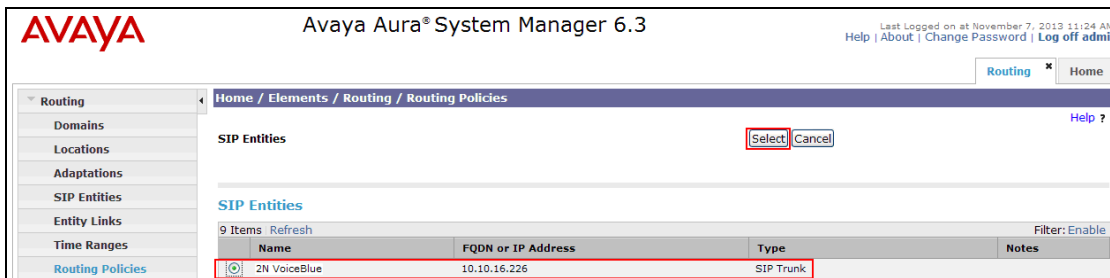 AVAYA
Avaya Aura® System Manager 6.3
Last Logged on at November 7, 2013 11:24 AM
Help | About | Change Password | Log off admi
Routing × Home
Routing
Home / Elements / Routing / Routing Policies
Domains
Help ?
Locations
SIP Entities
Select Cancel
Adaptations
SIP Entities
SIP Entities
Entity Links
9 Items Refresh
Filter: Enable
Time Ranges
Name FQDN or IP Address Type Notes
Routing Policies
2N VoiceBlue 10.10.16.226 SIP Trunk